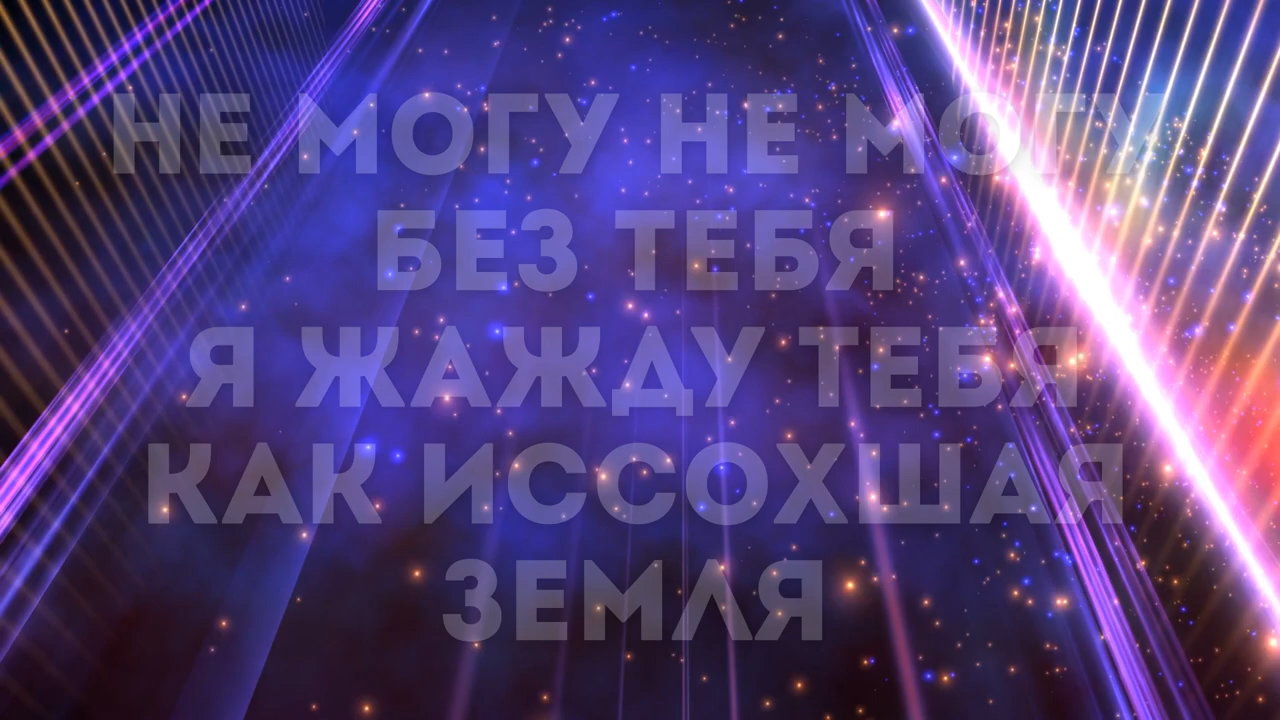 НЕ МОГУ НЕ МОГУ
БЕЗ ТЕБЯ
Я ЖАЖДУ ТЕБЯ
КАК ИССОХШАЯ
ЗЕМЛЯ